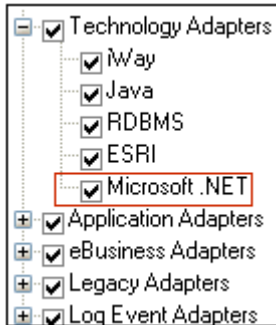 Technology Adapters
iWay
Java
RDBMS
ESRI
Microsoft .NET
Application Adapters
eBusiness Adapters
Legacy Adapters
Log Event Adapters